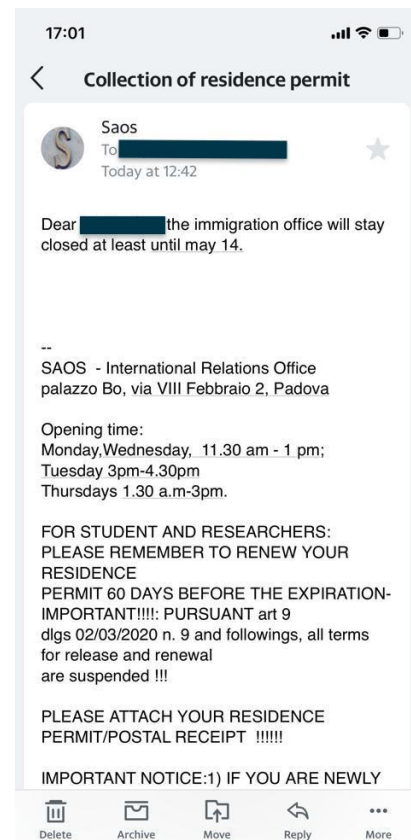 17:01
Collection of residence permit
Saos
To
Today at 12:42
Dear the immigration office will stay
closed at least until may 14.
--
SAOS - International Relations Office
palazzo Bo, via VIII Febbraio 2, Padova
Opening time:
Monday,Wednesday, 11.30 am - 1 pm;
Tuesday 3pm-4.30pm
Thursdays 1.30 a.m-3pm.
FOR STUDENT AND RESEARCHERS:
PLEASE REMEMBER TO RENEW YOUR
RESIDENCE
PERMIT 60 DAYS BEFORE THE EXPIRATION-
IMPORTANT!!!!: PURSUANT art 9
dlgs 02/03/2020 n. 9 and followings, all terms
for release and renewal
are suspended !!!
PLEASE ATTACH YOUR RESIDENCE
PERMIT/POSTAL RECEIPT !!!!!!
IMPORTANT NOTICE:1) IF YOU ARE NEWLY
Delete Archive Move Reply More